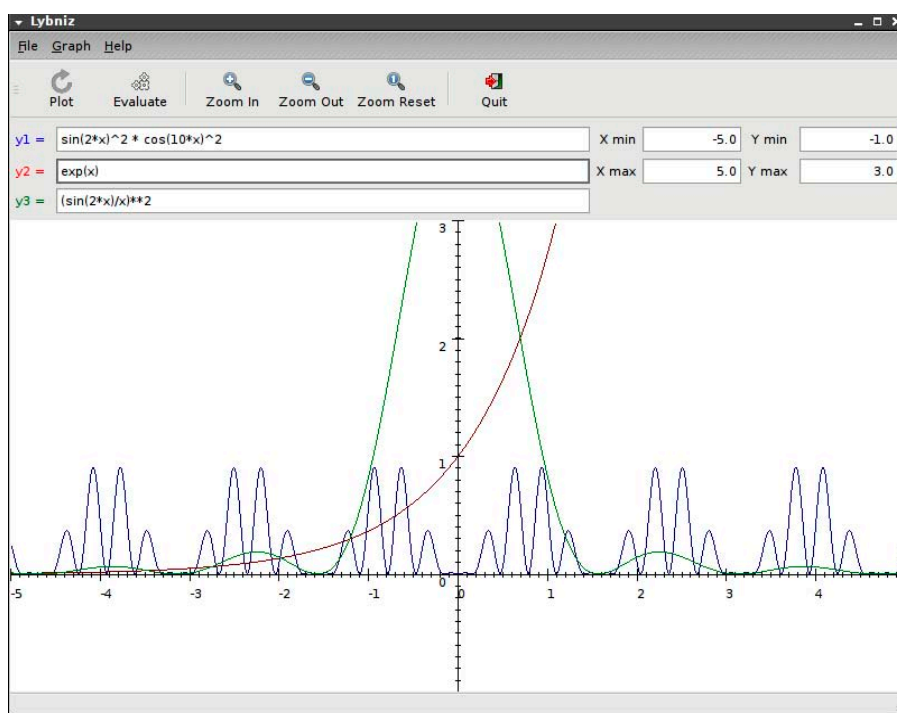 Lybniz
File Graph Help
Plot Evaluate Zoom In Zoom Out Zoom Reset Quit
y1 = sin(2*x)^2 * cos(10*x)^2 X min -5.0 Y min -1.0
y2 = exp(x) X max 5.0 Y max 3.0
y3 = (sin(2*x)/x)**2
3
2
1
0
-5 -4 -3 -2 -1 0 1 2 3 4